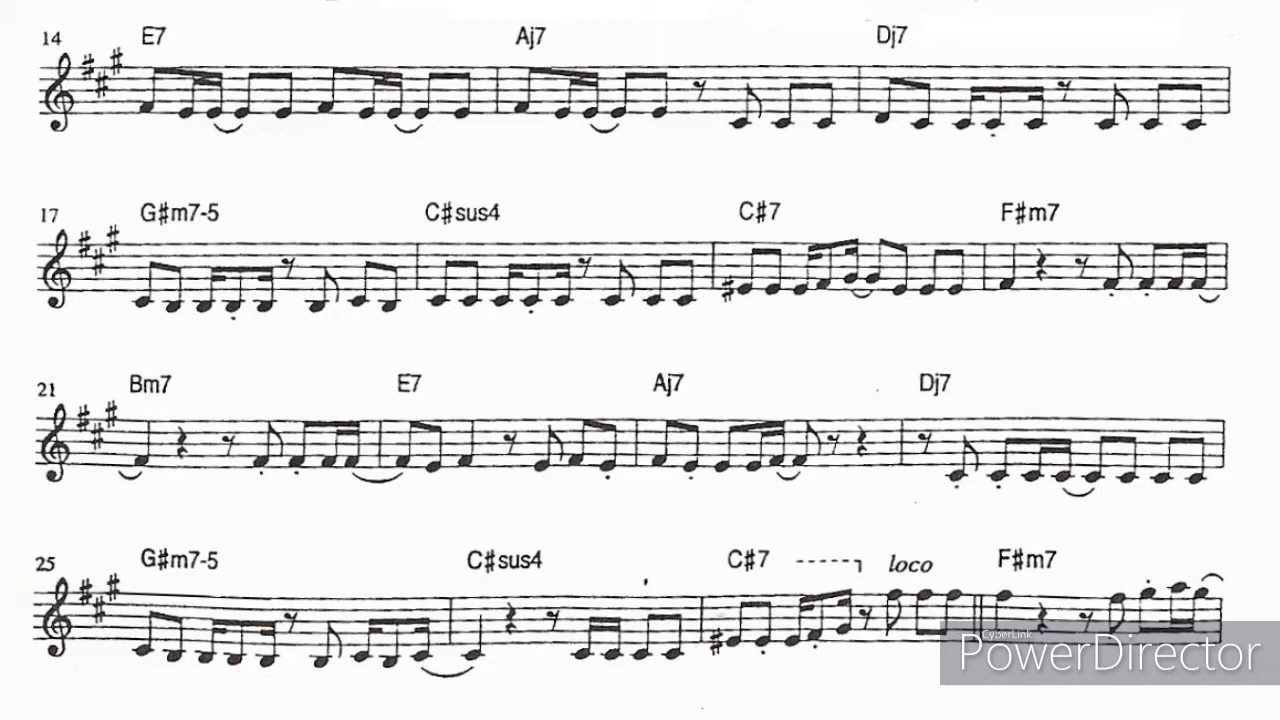 14 E7 Aj7 Dj7
17 G#m7-5 C#sus4 C#7 F#m7
21 Bm7 E7 Aj7 Dj7
25 G#m7-5 C#sus4 C#7 loco F#m7
CyberLink
PowerDirector